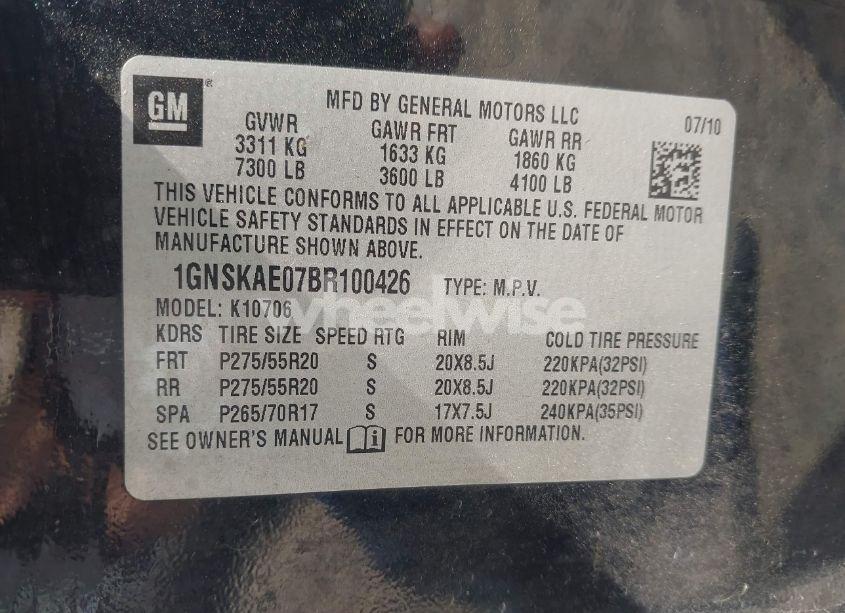 GM
MFD BY GENERAL MOTORS LLC 07/10
GVWR GAWR FRT GAWR RR
3311 KG 1633 KG 1860 KG
7300 LB 3600 LB 4100 LB
THIS VEHICLE CONFORMS TO ALL APPLICABLE U.S. FEDERAL MOTOR
VEHICLE SAFETY STANDARDS IN EFFECT ON THE DATE OF
MANUFACTURE SHOWN ABOVE.
1GNSKAE07BR100426 TYPE: M.P.V.
MODEL: K10706
wheelwise
KDRS TIRE SIZE SPEED RTG RIM COLD TIRE PRESSURE
FRT P275/55R20 S 20X8.5J 220KPA(32PSI)
RR P275/55R20 S 20X8.5J 220KPA(32PSI)
SPA P265/70R17 S 17X7.5J 240KPA(35PSI)
SEE OWNER'S MANUAL i FOR MORE INFORMATION.